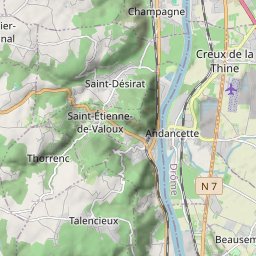 Champagne
Creux de la
Thine
Saint-Désirat
Saint-Étienne-
de-Valoux
Andancette
Thorrenc
Drôme
N 7
Talencieux
Beausem